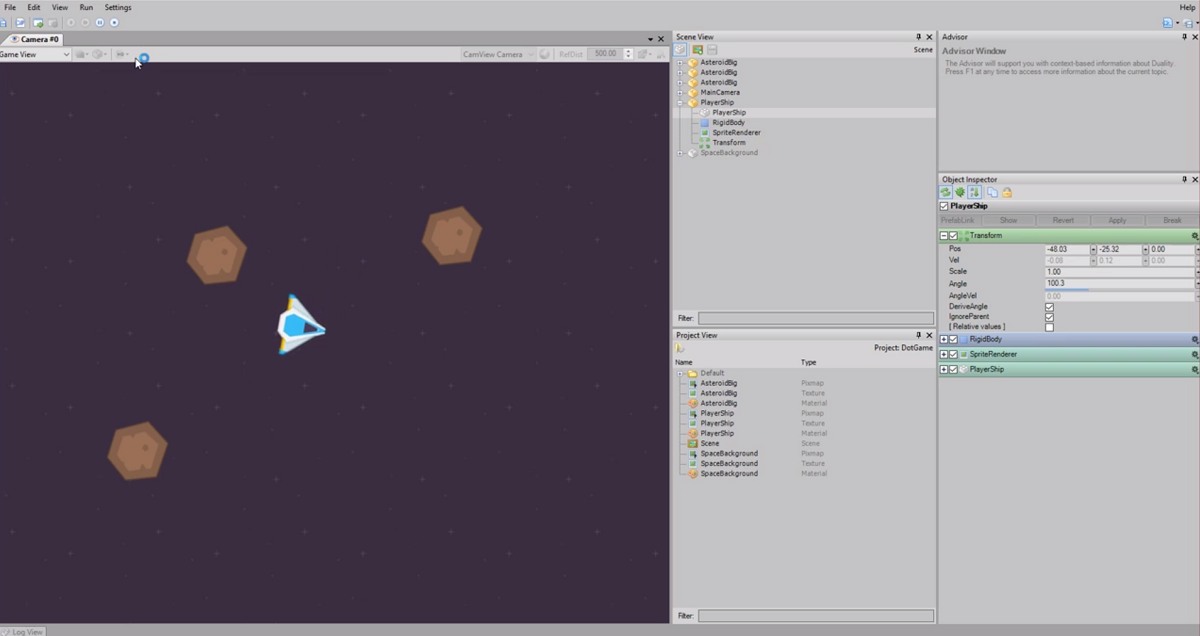 File Edit View Run Settings Help
Camera #0
Game View CamView Camera RefDist 500.00
Scene View
Scene
AsteroidBig
AsteroidBig
AsteroidBig
MainCamera
PlayerShip
PlayerShip
RigidBody
SpriteRenderer
Transform
SpaceBackground
Filter:
Project View
Project: DotGame
Name Type
Default
AsteroidBig Pixmap
AsteroidBig Texture
AsteroidBig Material
PlayerShip Pixmap
PlayerShip Texture
PlayerShip Material
Scene Scene
SpaceBackground Pixmap
SpaceBackground Texture
SpaceBackground Material
Filter:
Advisor
Advisor Window
The Advisor will support you with context-based information about Duality.
Press F1 at any time to access more information about the current topic.
Object Inspector
PlayerShip
PrefabLink Show Revert Apply Break
Transform
Pos -48.03 -25.32 0.00
Vel -0.08 0.12 0.00
Scale 1.00
Angle 100.3
AngleVel 0.00
DeriveAngle
IgnoreParent
[ Relative values ]
RigidBody
SpriteRenderer
PlayerShip
Log View